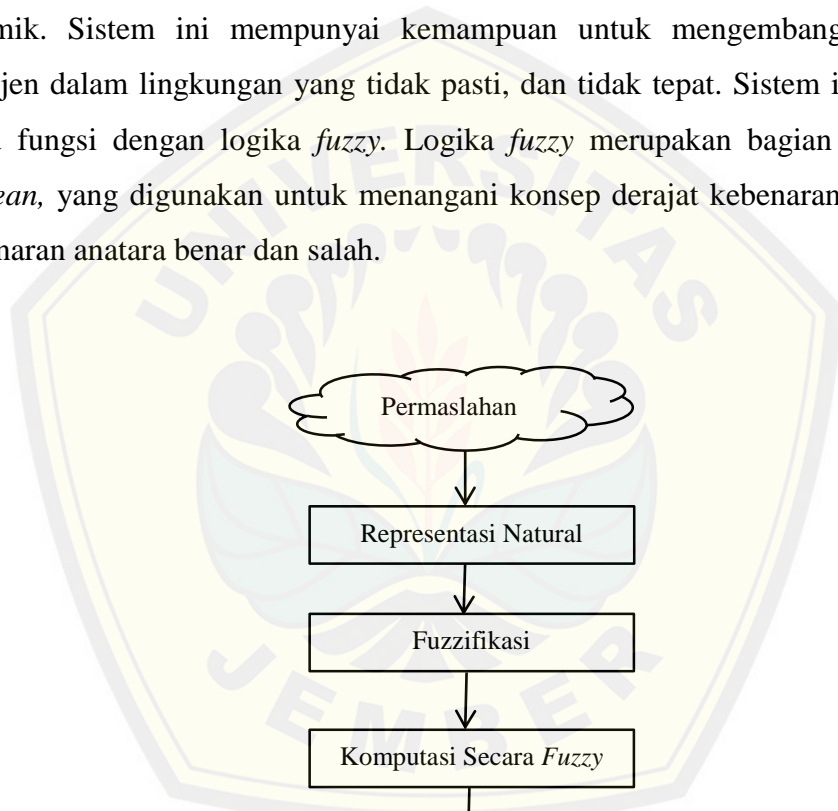 mik. Sistem ini mempunyai kemampuan untuk mengembang
jen dalam lingkungan yang tidak pasti, dan tidak tepat. Sistem i
fungsi dengan logika fuzzy. Logika fuzzy merupakan bagian
ean, yang digunakan untuk menangani konsep derajat kebenaran
naran anatara benar dan salah.
UNIVERSITAS
Permaslahan
Representasi Natural
Fuzzifikasi
Komputasi Secara Fuzzy
JEMBER